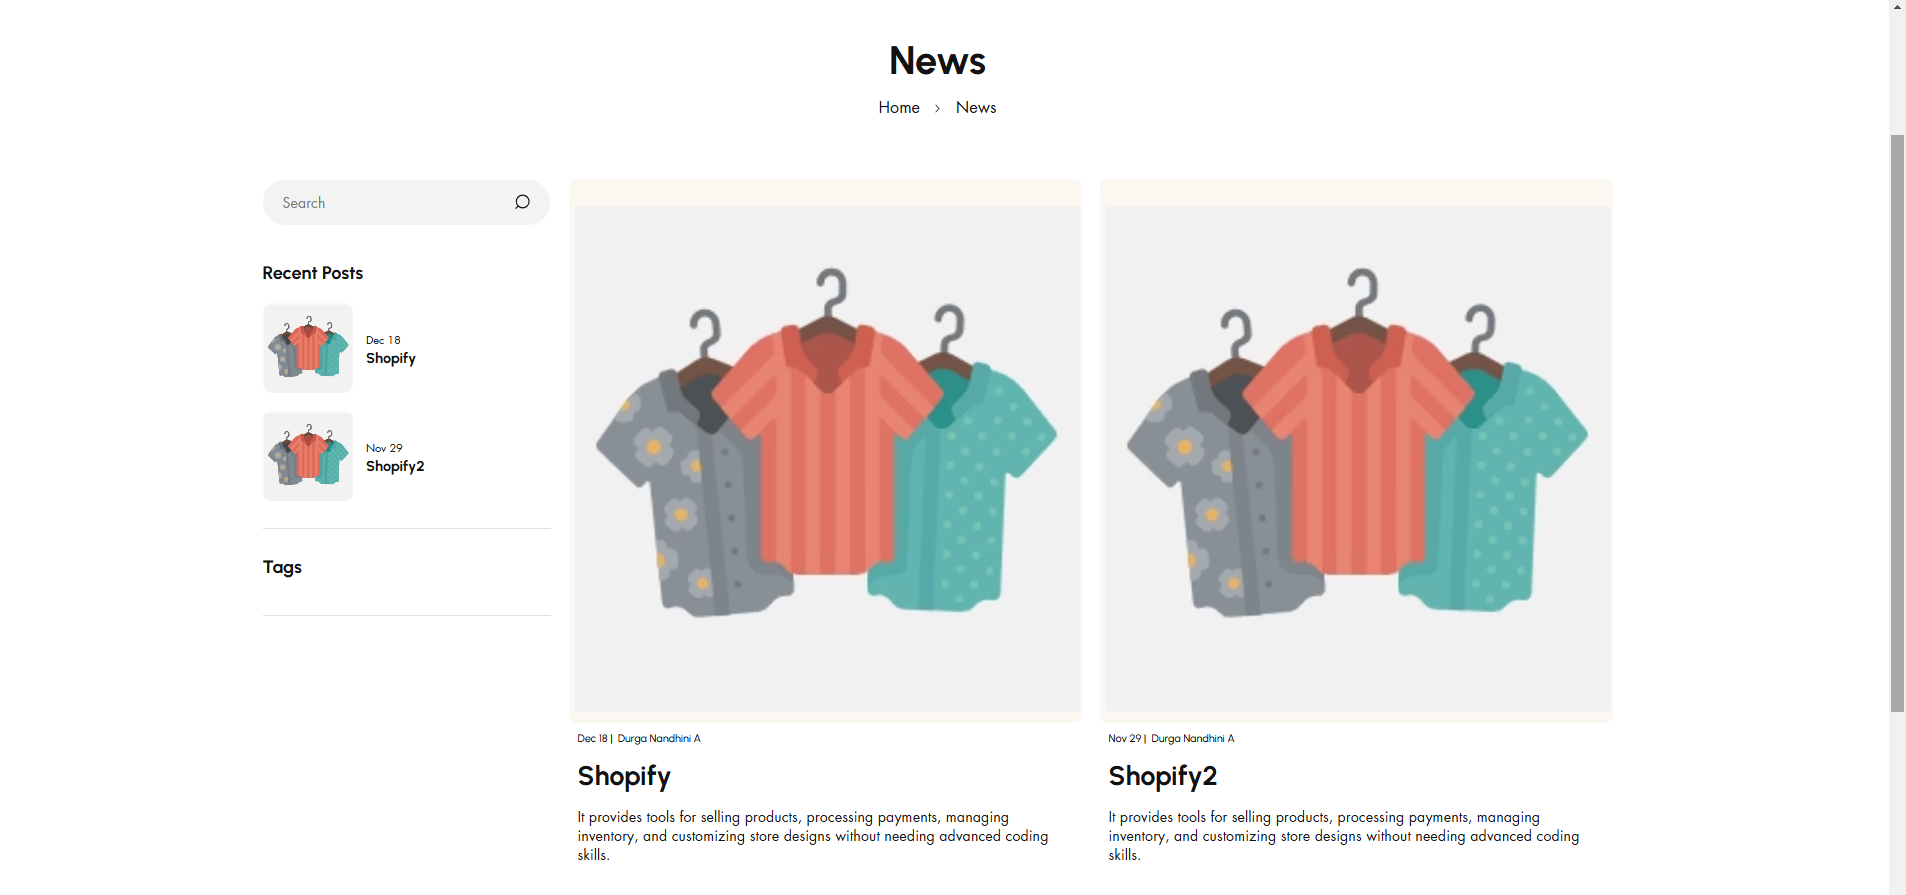 News
Home > News
Search
Recent Posts
Dec 18
Shopify
Nov 29
Shopify2
Tags
Dec 18 | Durga Nandhini A
Shopify
It provides tools for selling products, processing payments, managing
inventory, and customizing store designs without needing advanced coding
skills.
Nov 29 | Durga Nandhini A
Shopify2
It provides tools for selling products, processing payments, managing
inventory, and customizing store designs without needing advanced coding
skills.